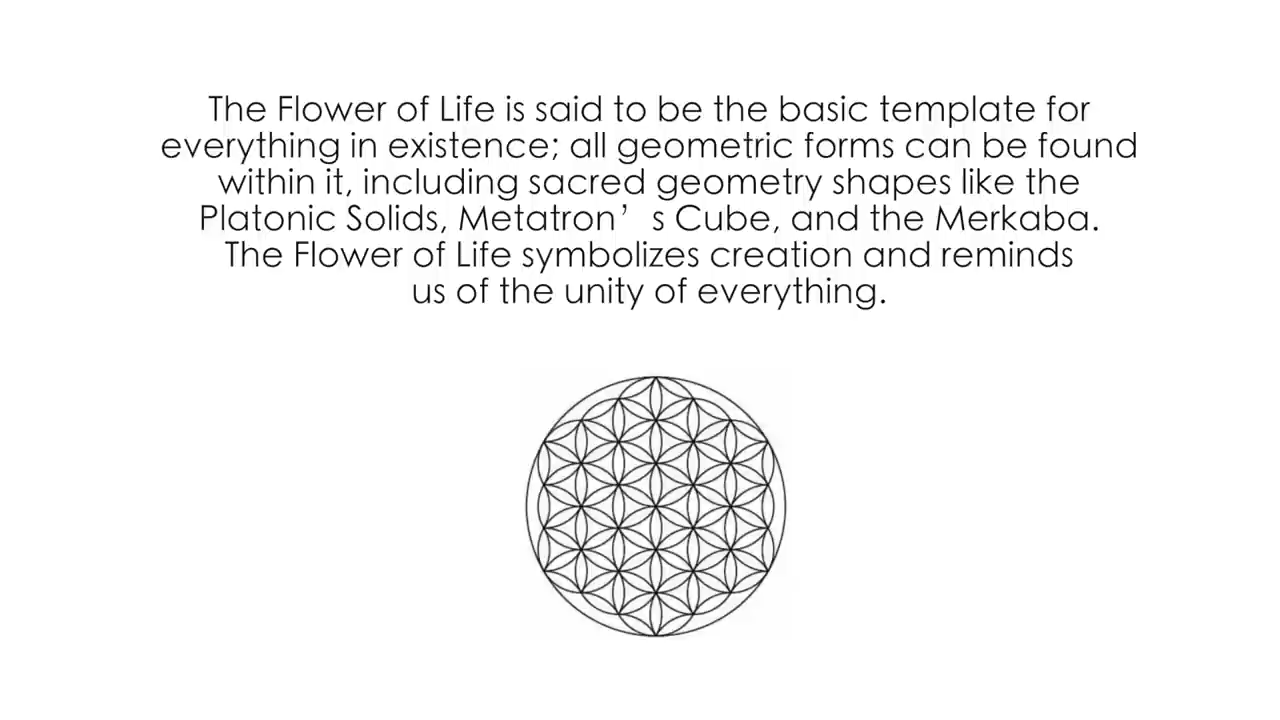 The Flower of Life is said to be the basic template for
everything in existence; all geometric forms can be found
within it, including sacred geometry shapes like the
Platonic Solids, Metatron’s Cube, and the Merkaba.
The Flower of Life symbolizes creation and reminds
us of the unity of everything.